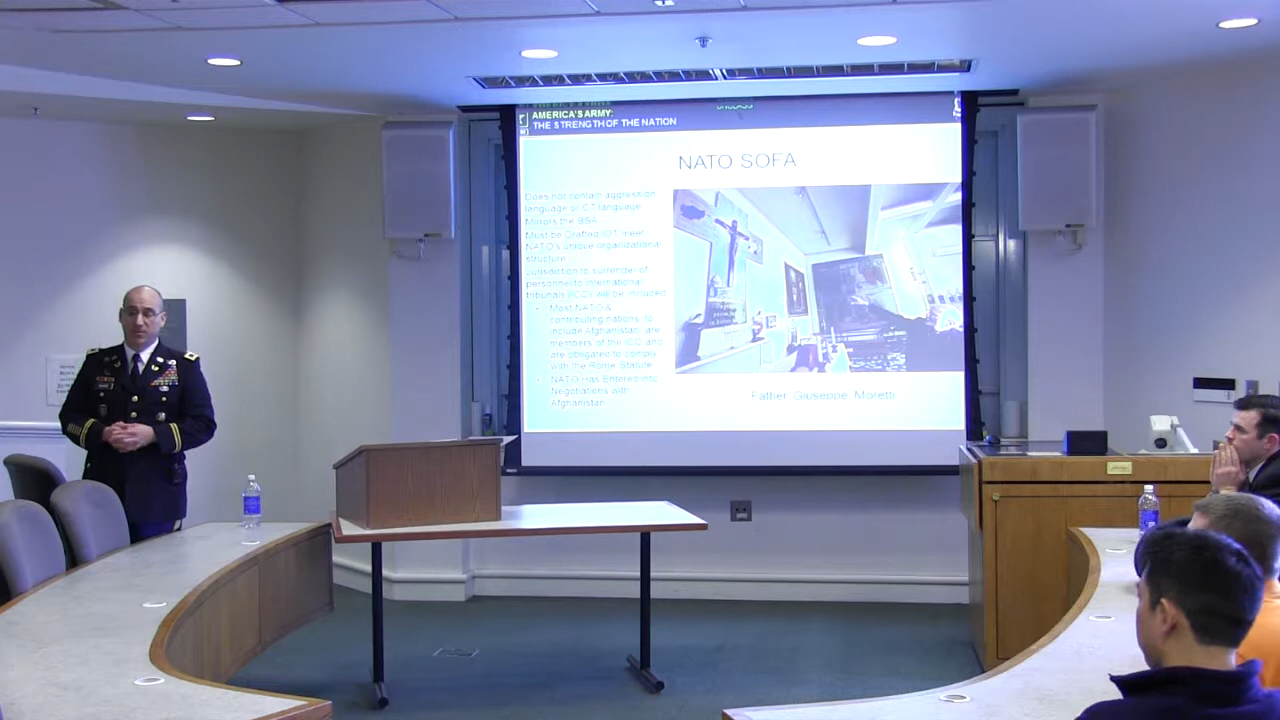 UNCLASS
AMERICA'S ARMY:
THE STRENGTH OF THE NATION
NATO SOFA
Does not contain aggression
language or CT language
Mirrors the BSA
Must be Drafted IOT meet
NATO's unique organizational
structure
Jurisdiction to surrender of
personnel to international
tribunals (ICC) will be included
Most NATO &
contributing nations, to
include Afghanistan, are
members of the ICC and
are obligated to comply
with the Rome Statute
NATO Has Entered into
Negotiations with
Afghanistan
Father Giuseppe Moretti